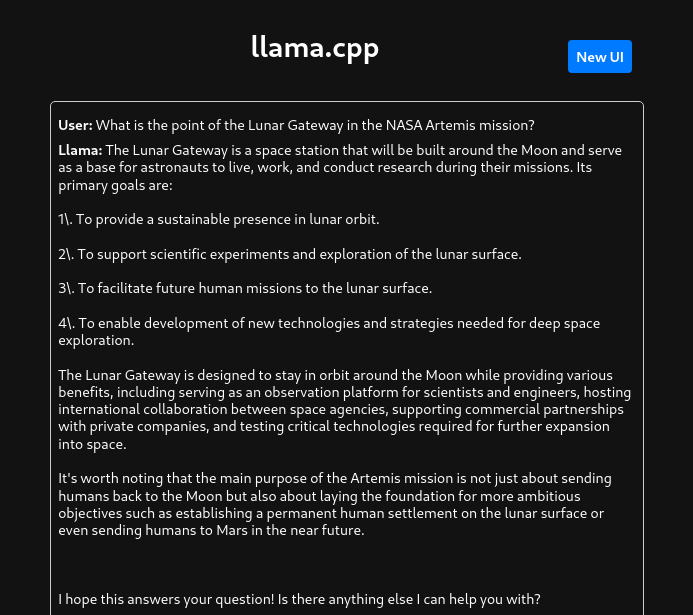 llama.cpp
New UI
User: What is the point of the Lunar Gateway in the NASA Artemis mission?
Llama: The Lunar Gateway is a space station that will be built around the Moon and serve
as a base for astronauts to live, work, and conduct research during their missions. Its
primary goals are:
1\. To provide a sustainable presence in lunar orbit.
2\. To support scientific experiments and exploration of the lunar surface.
3\. To facilitate future human missions to the lunar surface.
4\. To enable development of new technologies and strategies needed for deep space
exploration.
The Lunar Gateway is designed to stay in orbit around the Moon while providing various
benefits, including serving as an observation platform for scientists and engineers, hosting
international collaboration between space agencies, supporting commercial partnerships
with private companies, and testing critical technologies required for further expansion
into space.
It's worth noting that the main purpose of the Artemis mission is not just about sending
humans back to the Moon but also about laying the foundation for more ambitious
objectives such as establishing a permanent human settlement on the lunar surface or
even sending humans to Mars in the near future.
I hope this answers your question! Is there anything else I can help you with?